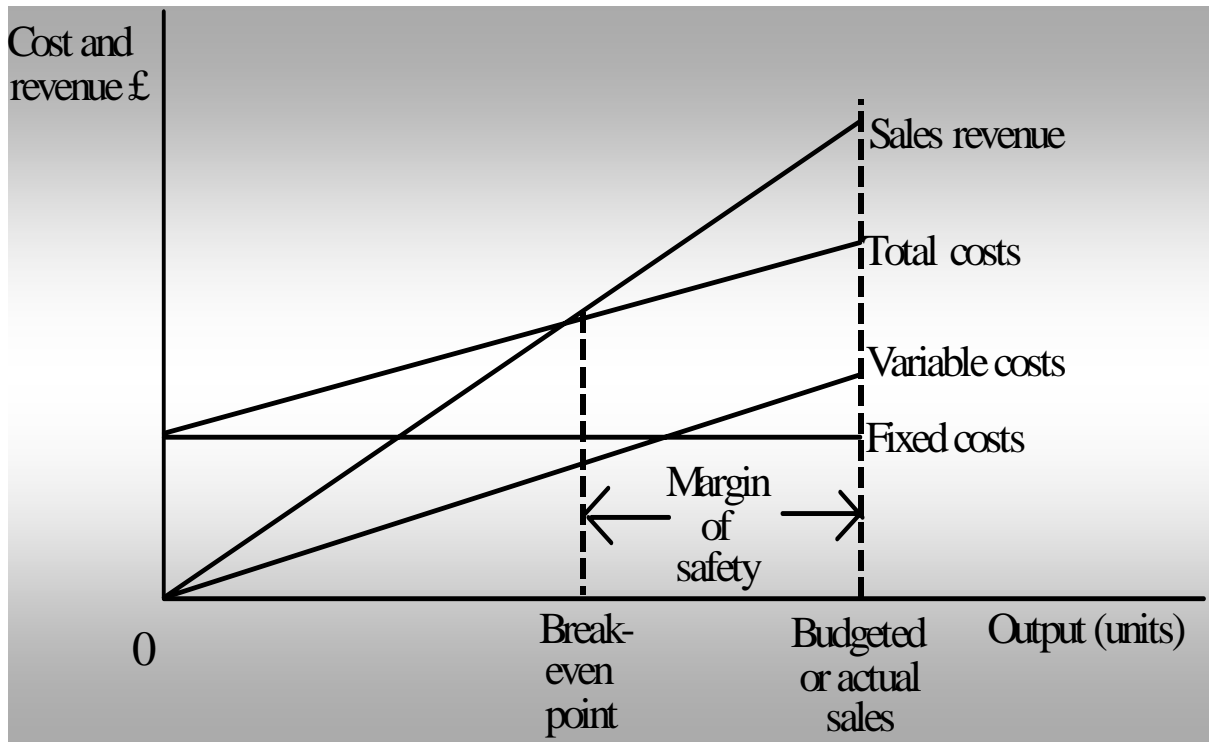 Cost and
revenue £
Sales revenue
Total costs
Variable costs
Fixed costs
Margin
of
safety
0
Break-
even
point
Budgeted
or actual
sales
Output (units)